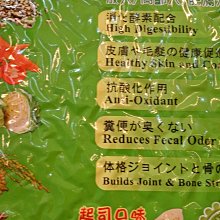 消化酵素配合
High Digestibility
皮膚や毛髪の健康促
Healthy Skin and
抗酸化作用
Anti-Oxidant
糞便が臭くない
Reduces Fecal Odor
体格ジョイントと骨の
Builds Joint & Bone
起司口味